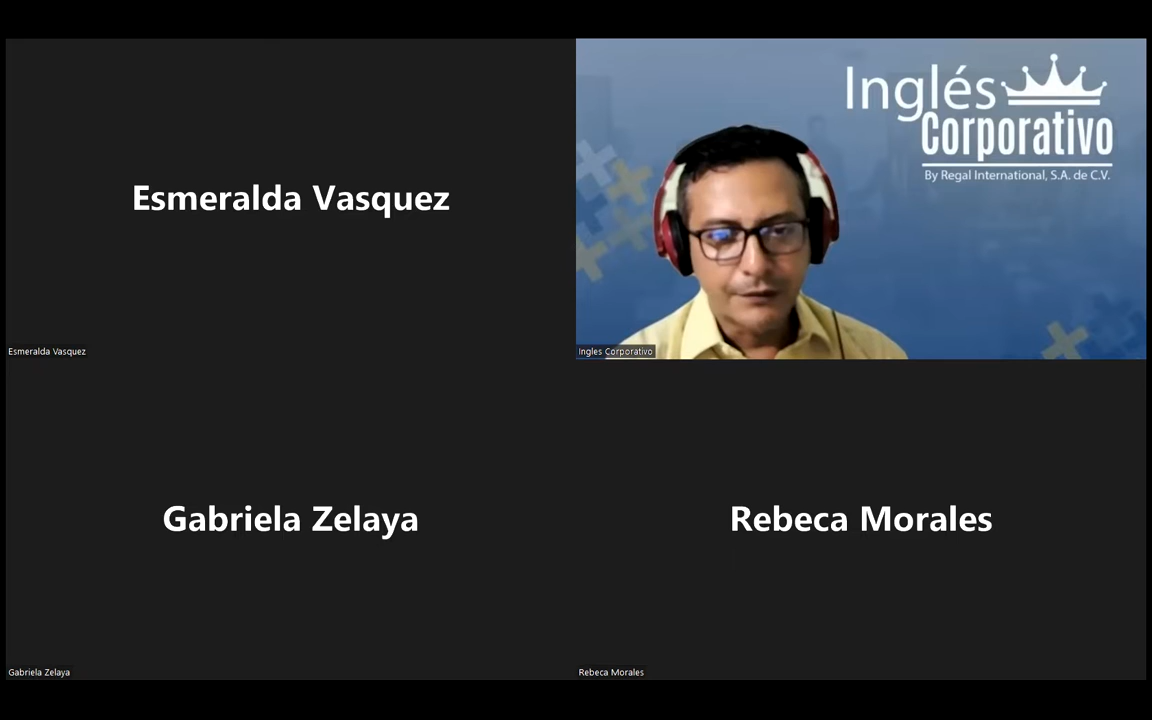 Esmeralda Vasquez
Esmeralda Vasquez
Inglés
Corporativo
By Regal International, S.A. de C.V.
Ingles Corporativo
Gabriela Zelaya
Gabriela Zelaya
Rebeca Morales
Rebeca Morales